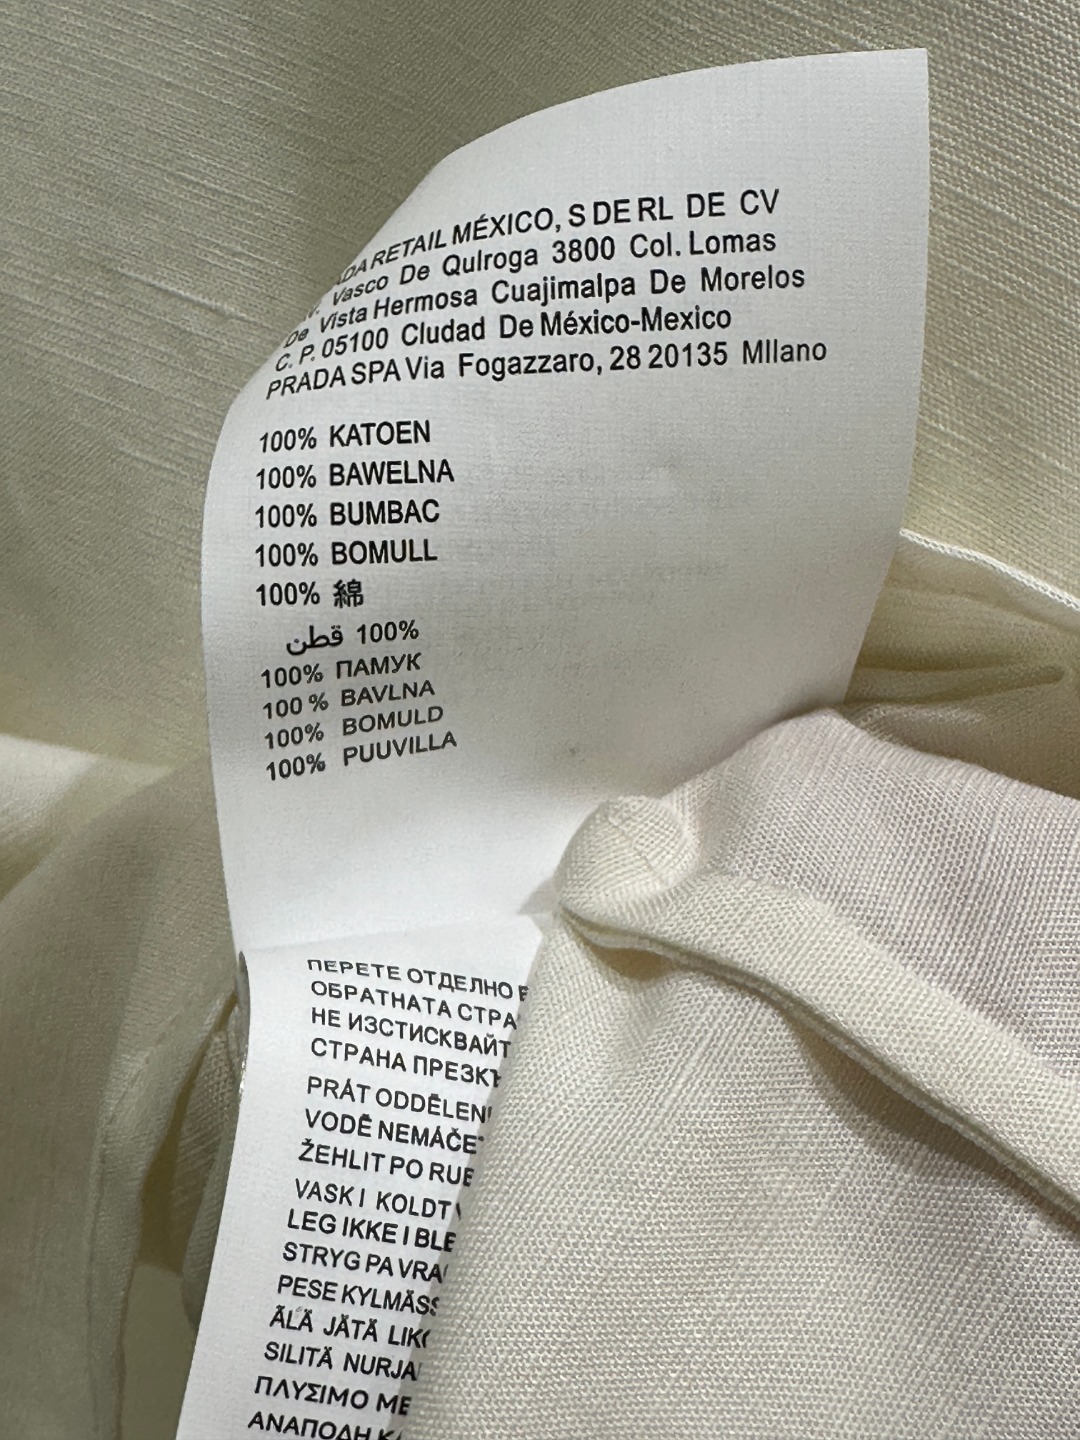 DA RETAIL MÉXICO, S DE RL DE CV
Vasco De QuIroga 3800 Col. Lomas
De Vista Hermosa Cuajimalpa De Morelos
C. P. 05100 CIudad De México-Mexico
PRADA SPA Via Fogazzaro, 28 20135 MIlano
100% KATOEN
100% BAWELNA
100% BUMBAC
100% BOMULL
100% 綿
100% قطن
100% ПАМУК
100 % BAVLNA
100% BOMULD
100% PUUVILLA
ПЕРЕТЕ ОТДЕЛНО
ОБРАТНАТА СТРА
НЕ ИЗСТИСКВАЙТ
СТРАНА ПРЕЗ
PRÁT ODDĚLEN
VODĚ NEMÁČE
ŽEHLIT PO RUB
VASK I KOLDT
LEG IKKE I BLE
STRYG PA VRA
PESE KYLMÄSS
ÄLÄ JÄTÄ LIK
SILITÄ NURJA
ΠΛΥΣΙΜΟ ΜΕ
ΑΝΑΠΟΔΗ